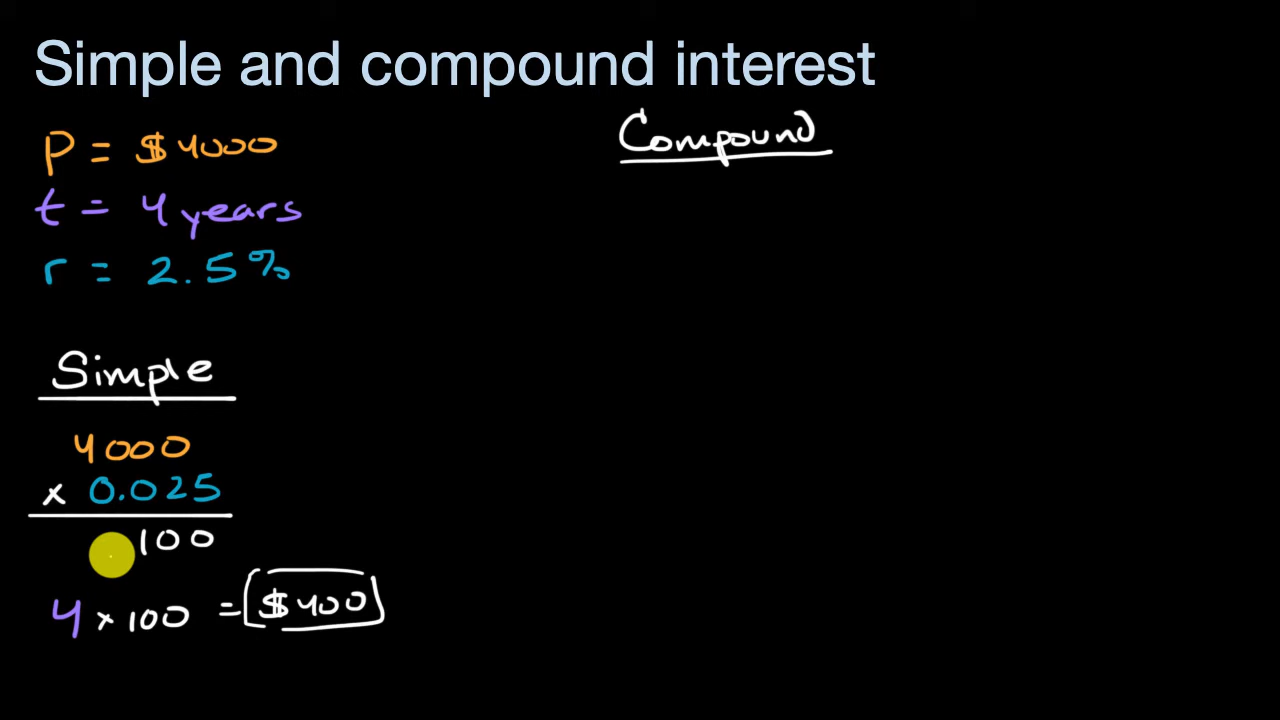 Simple and compound interest
P = $4000
t = 4 years
r = 2.5%
Simple
4000
x 0.025
100
4 x 100 = $400
Compound